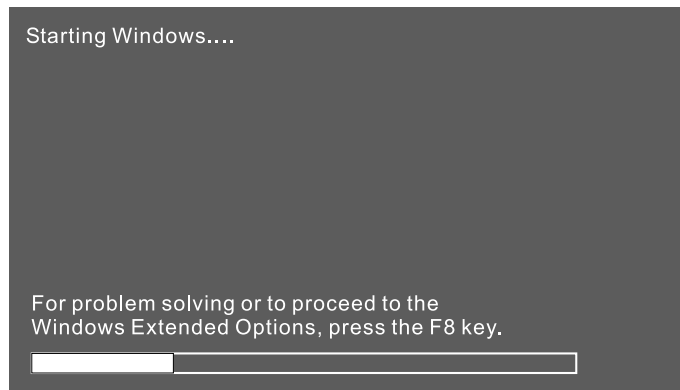 Starting Windows....
For problem solving or to proceed to the
Windows Extended Options, press the F8 key.